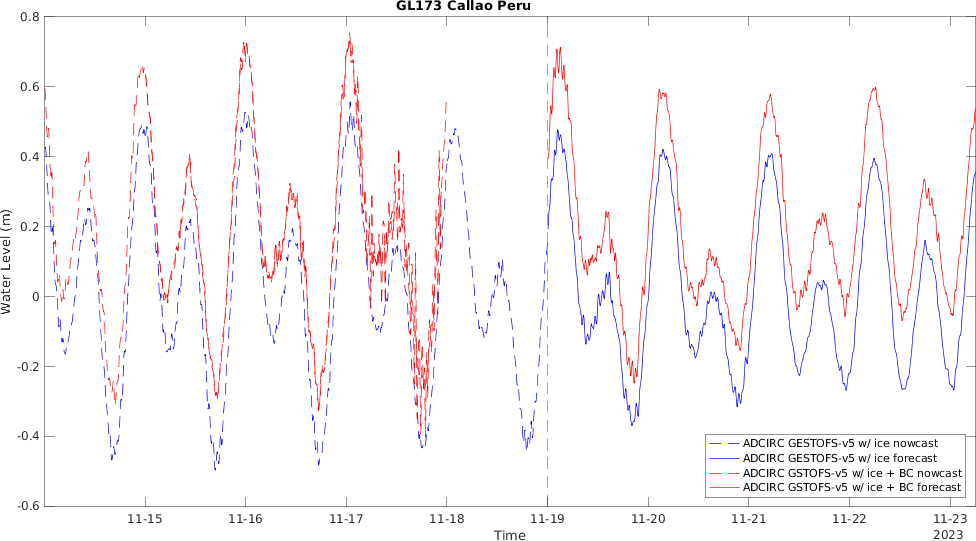 GL173 Callao Peru
0.8
0.6
0.4
0.2
0
-0.2
-0.4
-0.6
Water Level (m)
ADCIRC GESTOFS-v5 w/ ice nowcast
ADCIRC GESTOFS-v5 w/ ice forecast
ADCIRC GSTOFS-v5 w/ ice + BC nowcast
ADCIRC GSTOFS-v5 w/ ice + BC forecast
11-15 11-16 11-17 11-18 11-19 11-20 11-21 11-22 11-23
Time
2023